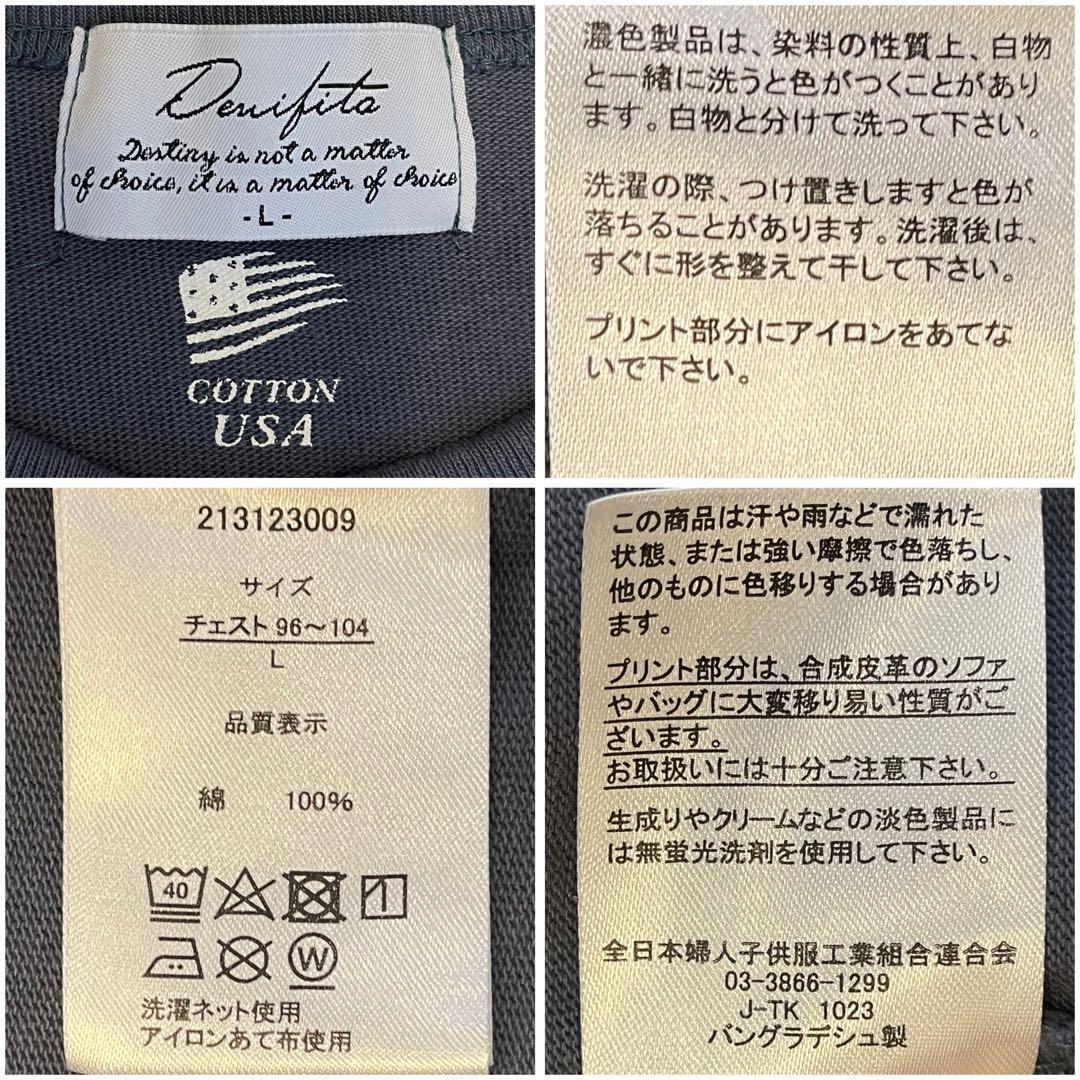 Denifita
Destiny is not a matter
of choice, it is a matter of choice
- L -
COTTON
USA
濃色製品は、染料の性質上、白物
と一緒に洗うと色がつくことがあり
ます。白物と分けて洗って下さい。
洗濯の際、つけ置きしますと色が
落ちることがあります。洗濯後は、
すぐに形を整えて干して下さい。
プリント部分にアイロンをあてな
いで下さい。
213123009
サイズ
チェスト 96～104
L
品質表示
綿 100%
40
W
洗濯ネット使用
アイロンあて布使用
この商品は汗や雨などで濡れた
状態、または強い摩擦で色落ちし、
他のものに色移りする場合があり
ます。
プリント部分は、合成皮革のソファ
やバッグに大変移り易い性質がご
ざいます。
お取扱いには十分ご注意下さい。
生成りやクリームなどの淡色製品に
は無蛍光洗剤を使用して下さい。
全日本婦人子供服工業組合連合会
03-3866-1299
J-TK 1023
バングラデシュ製